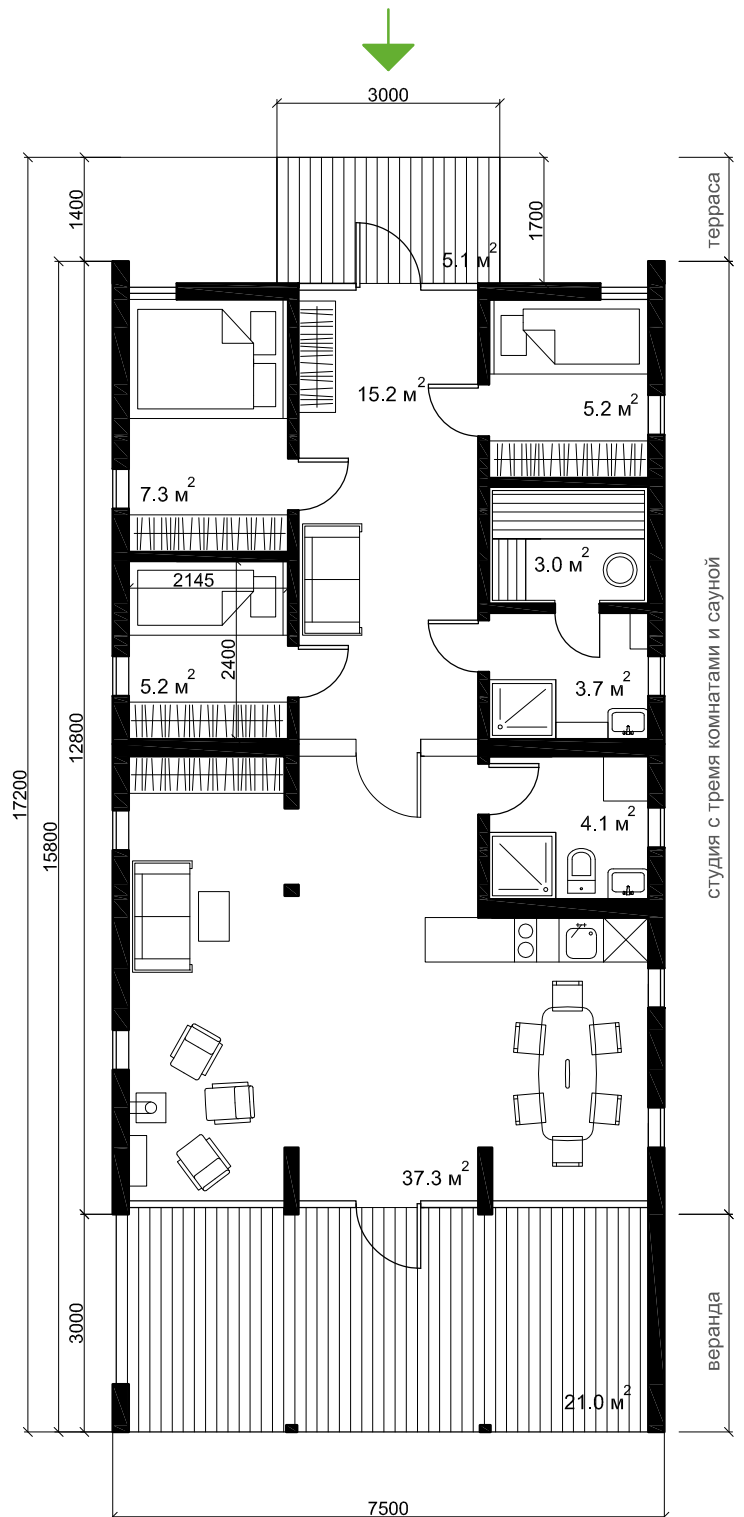 3000
1400
1700
терраса
5.1 м²
15.2 м²
5.2 м²
7.3 м²
3.0 м²
2145
2400
5.2 м²
3.7 м²
12800
17200
15800
4.1 м²
студия с тремя комнатами и сауной
37.3 м²
3000
веранда
21.0 м²
7500